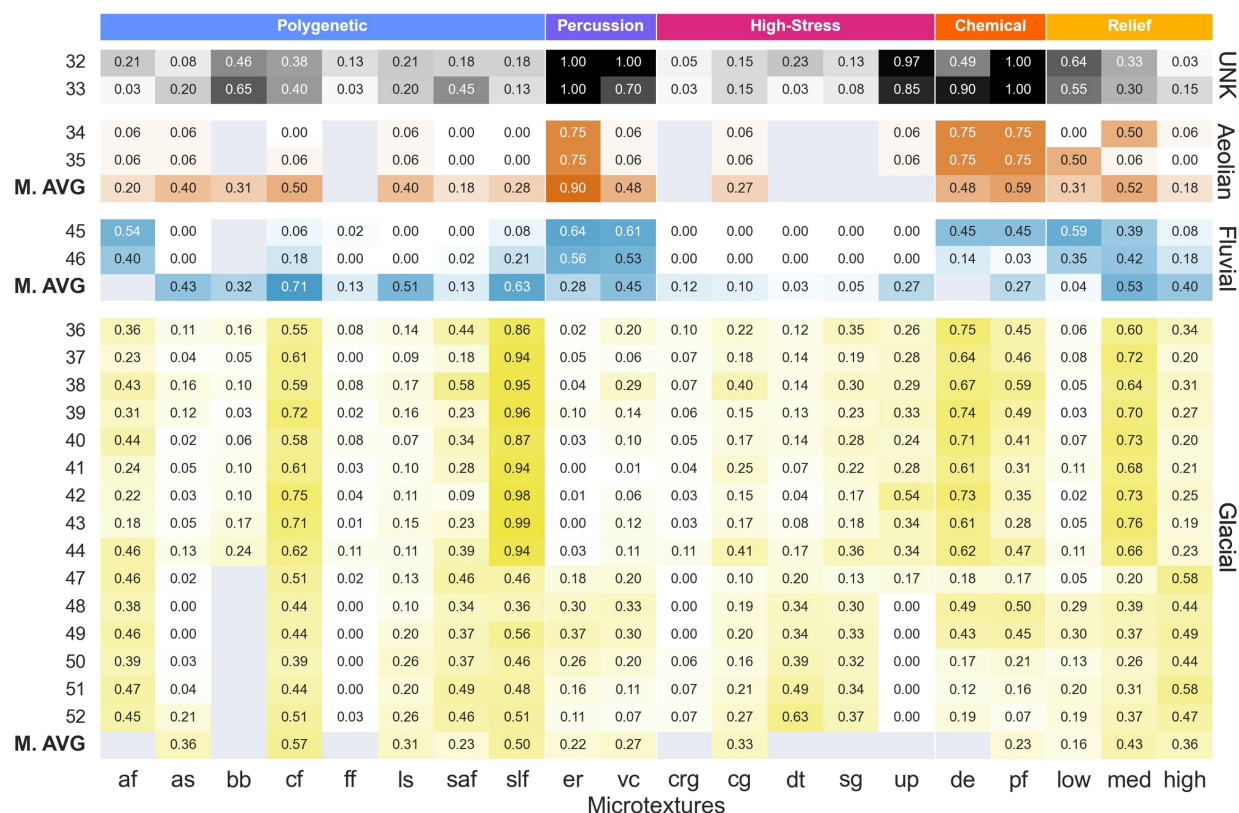 Polygenetic Percussion High-Stress Chemical Relief
32 0.21 0.08 0.46 0.38 0.13 0.21 0.18 0.18 1.00 1.00 0.05 0.15 0.23 0.13 0.97 0.49 1.00 0.64 0.33 0.03
33 0.03 0.20 0.65 0.40 0.03 0.20 0.45 0.13 1.00 0.70 0.03 0.15 0.03 0.08 0.85 0.90 1.00 0.55 0.30 0.15
UNK
34 0.06 0.06 0.00 0.06 0.00 0.00 0.75 0.06 0.06 0.06 0.75 0.75 0.00 0.50 0.06
35 0.06 0.06 0.06 0.06 0.00 0.00 0.75 0.06 0.06 0.06 0.75 0.75 0.50 0.06 0.00
M. AVG 0.20 0.40 0.31 0.50 0.40 0.18 0.28 0.90 0.48 0.27 0.48 0.59 0.31 0.52 0.18
Aeolian
45 0.54 0.00 0.06 0.02 0.00 0.00 0.08 0.64 0.61 0.00 0.00 0.00 0.00 0.00 0.45 0.45 0.59 0.39 0.08
46 0.40 0.00 0.18 0.00 0.00 0.02 0.21 0.56 0.53 0.00 0.00 0.00 0.00 0.00 0.14 0.03 0.35 0.42 0.18
M. AVG 0.43 0.32 0.71 0.13 0.51 0.13 0.63 0.28 0.45 0.12 0.10 0.03 0.05 0.27 0.27 0.04 0.53 0.40
Fluvial
36 0.36 0.11 0.16 0.55 0.08 0.14 0.44 0.86 0.02 0.20 0.10 0.22 0.12 0.35 0.26 0.75 0.45 0.06 0.60 0.34
37 0.23 0.04 0.05 0.61 0.00 0.09 0.18 0.94 0.05 0.06 0.07 0.18 0.14 0.19 0.28 0.64 0.46 0.08 0.72 0.20
38 0.43 0.16 0.10 0.59 0.08 0.17 0.58 0.95 0.04 0.29 0.07 0.40 0.14 0.30 0.29 0.67 0.59 0.05 0.64 0.31
39 0.31 0.12 0.03 0.72 0.02 0.16 0.23 0.96 0.10 0.14 0.06 0.15 0.13 0.23 0.33 0.74 0.49 0.03 0.70 0.27
40 0.44 0.02 0.06 0.58 0.08 0.07 0.34 0.87 0.03 0.10 0.05 0.17 0.14 0.28 0.24 0.71 0.41 0.07 0.73 0.20
41 0.24 0.05 0.10 0.61 0.03 0.10 0.28 0.94 0.00 0.01 0.04 0.25 0.07 0.22 0.28 0.61 0.31 0.11 0.68 0.21
42 0.22 0.03 0.10 0.75 0.04 0.11 0.09 0.98 0.01 0.06 0.03 0.15 0.04 0.17 0.54 0.73 0.35 0.02 0.73 0.25
43 0.18 0.05 0.17 0.71 0.01 0.15 0.23 0.99 0.00 0.12 0.03 0.17 0.08 0.18 0.34 0.61 0.28 0.05 0.76 0.19
44 0.46 0.13 0.24 0.62 0.11 0.11 0.39 0.94 0.03 0.11 0.11 0.41 0.17 0.36 0.34 0.62 0.47 0.11 0.66 0.23
47 0.46 0.02 0.51 0.02 0.13 0.46 0.46 0.18 0.20 0.00 0.10 0.20 0.13 0.17 0.18 0.17 0.05 0.20 0.58
48 0.38 0.00 0.44 0.00 0.10 0.34 0.36 0.30 0.33 0.00 0.19 0.34 0.30 0.00 0.49 0.50 0.29 0.39 0.44
49 0.46 0.00 0.44 0.00 0.20 0.37 0.56 0.37 0.30 0.00 0.20 0.34 0.33 0.00 0.43 0.45 0.30 0.37 0.49
50 0.39 0.03 0.39 0.00 0.26 0.37 0.46 0.26 0.20 0.06 0.16 0.39 0.32 0.00 0.17 0.21 0.13 0.26 0.44
51 0.47 0.04 0.44 0.00 0.20 0.49 0.48 0.16 0.11 0.07 0.21 0.49 0.34 0.00 0.12 0.16 0.20 0.31 0.58
52 0.45 0.21 0.51 0.03 0.26 0.46 0.51 0.11 0.07 0.07 0.27 0.63 0.37 0.00 0.19 0.07 0.19 0.37 0.47
M. AVG 0.36 0.57 0.31 0.23 0.50 0.22 0.27 0.33 0.23 0.16 0.43 0.36
Glacial
af as bb cf ff ls saf slf er vc crg cg dt sg up de pf low med high
Microtextures